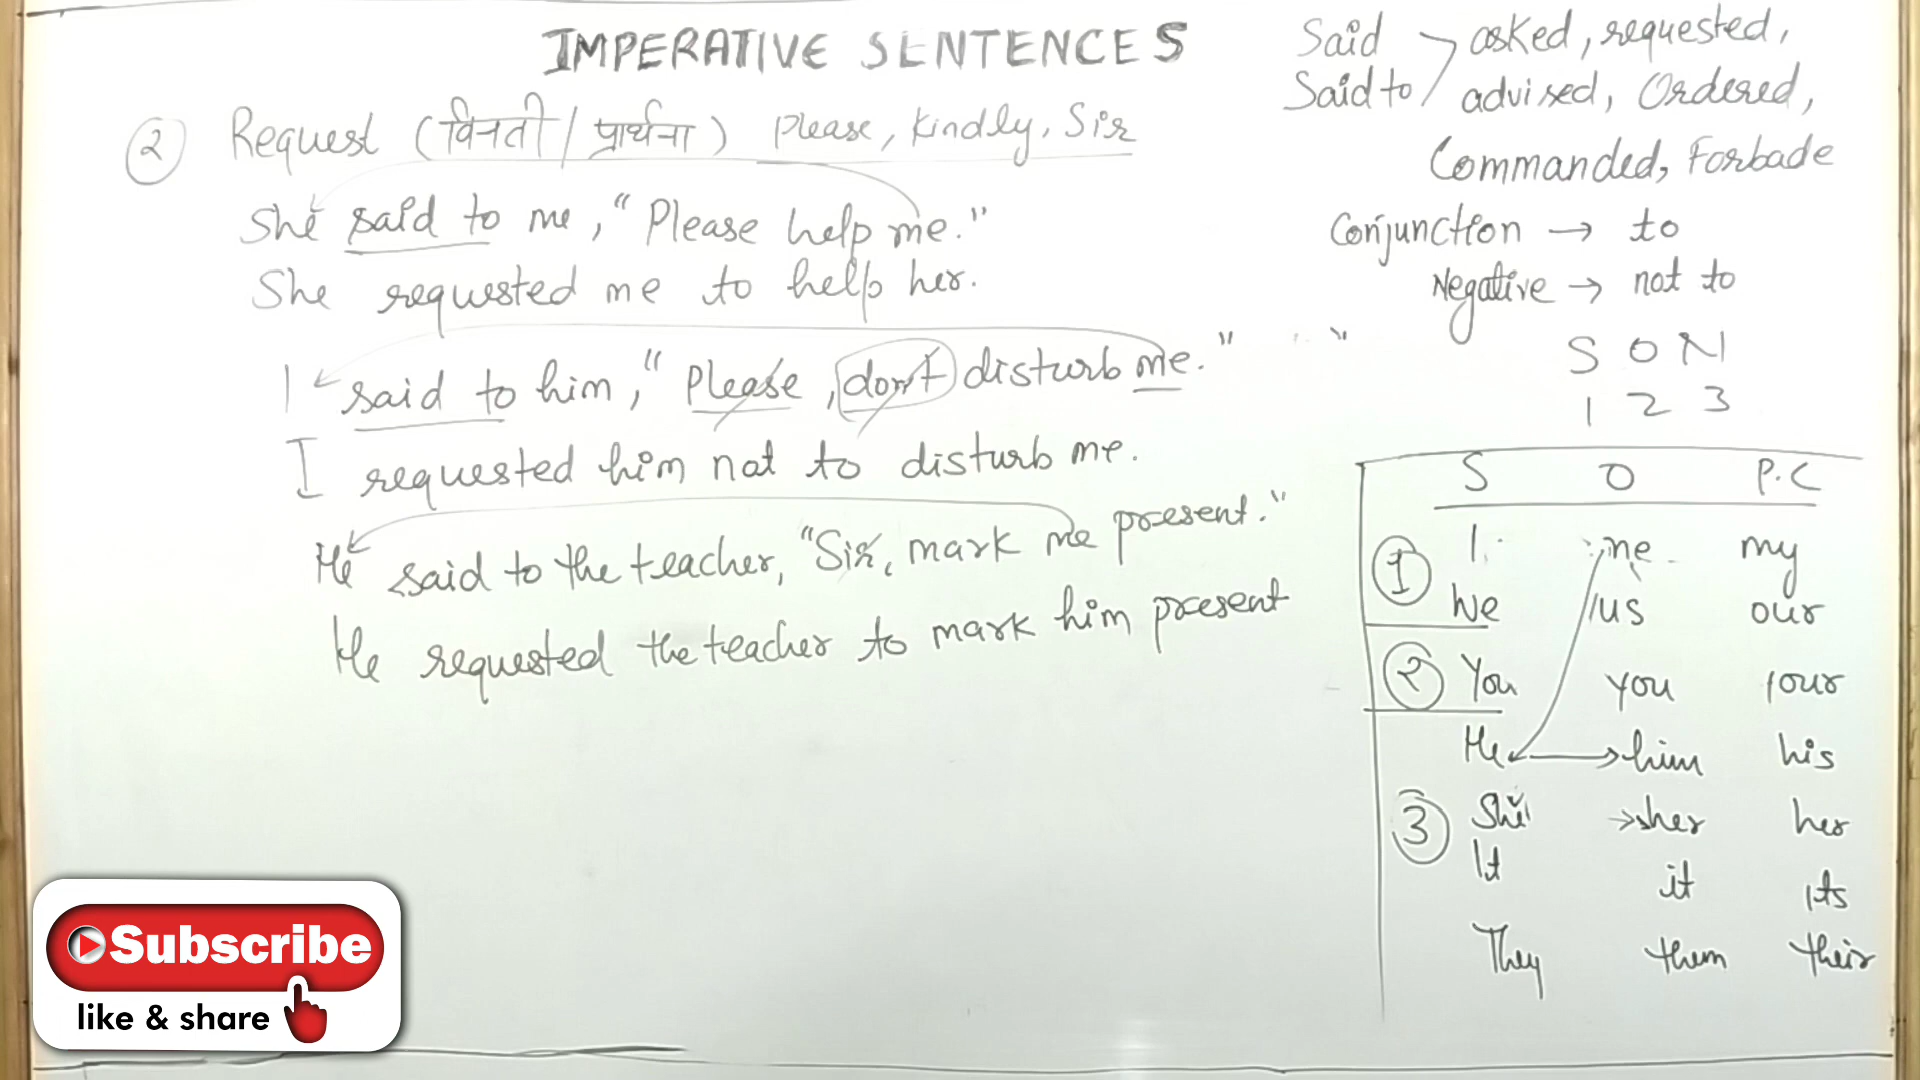 IMPERATIVE SENTENCES
② Request (विनती / प्रार्थना) Please, Kindly, Sir
She said to me, "Please help me."
She requested me to help her.
I said to him, "Please, don't disturb me."
I requested him not to disturb me.
He said to the teacher, "Sir, mark me present."
He requested the teacher to mark him present
Said
Said to
→ asked, requested,
advised, Ordered,
Commanded, Forbade
Conjunction → to
Negative → not to
S O N
1 2 3
S O P.C
① I me my
We us our
② You you your
He → him his
③ She → her her
It it its
They them their
Subscribe
like & share